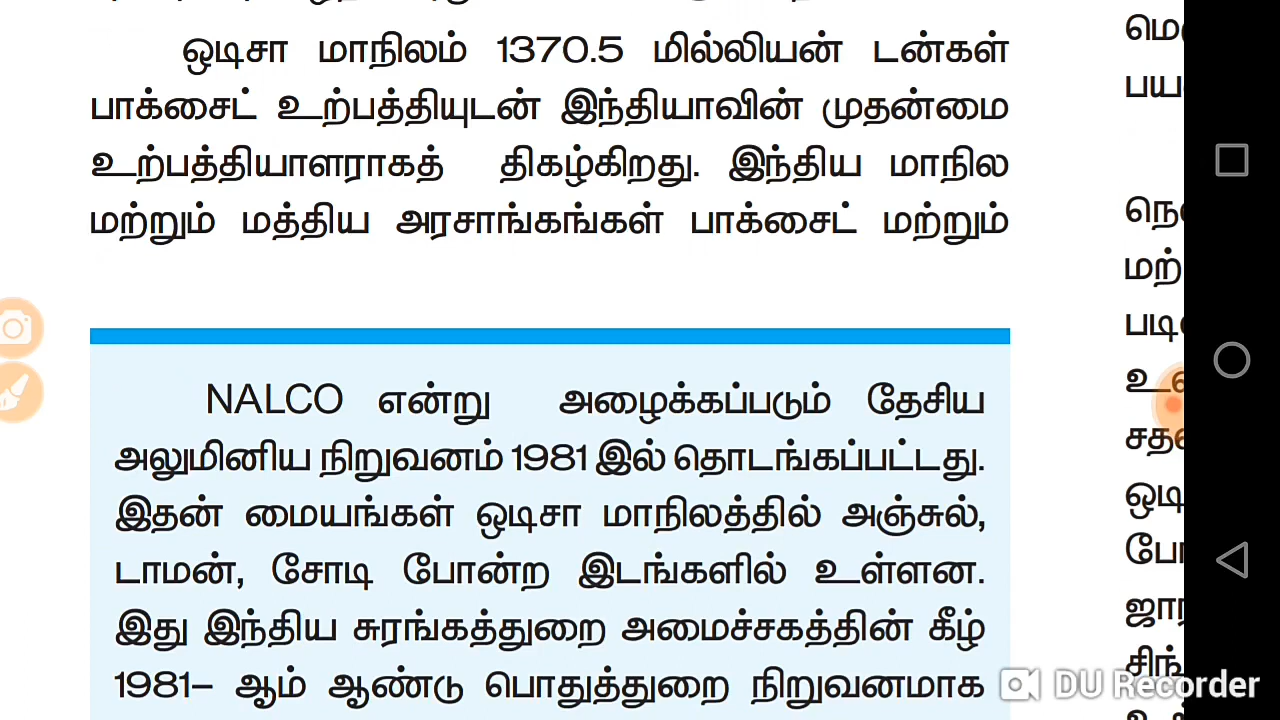 ஒடிசா மாநிலம் 1370.5 மில்லியன் டன்கள்
பாக்சைட் உற்பத்தியுடன் இந்தியாவின் முதன்மை
உற்பத்தியாளராகத் திகழ்கிறது. இந்திய மாநில
மற்றும் மத்திய அரசாங்கங்கள் பாக்சைட் மற்றும்
NALCO என்று அழைக்கப்படும் தேசிய
அலுமினிய நிறுவனம் 1981 இல் தொடங்கப்பட்டது.
இதன் மையங்கள் ஒடிசா மாநிலத்தில் அஞ்சுல்,
டாமன், சோடி போன்ற இடங்களில் உள்ளன.
இது இந்திய சுரங்கத்துறை அமைச்சகத்தின் கீழ்
1981– ஆம் ஆண்டு பொதுத்துறை நிறுவனமாக
DU Recorder